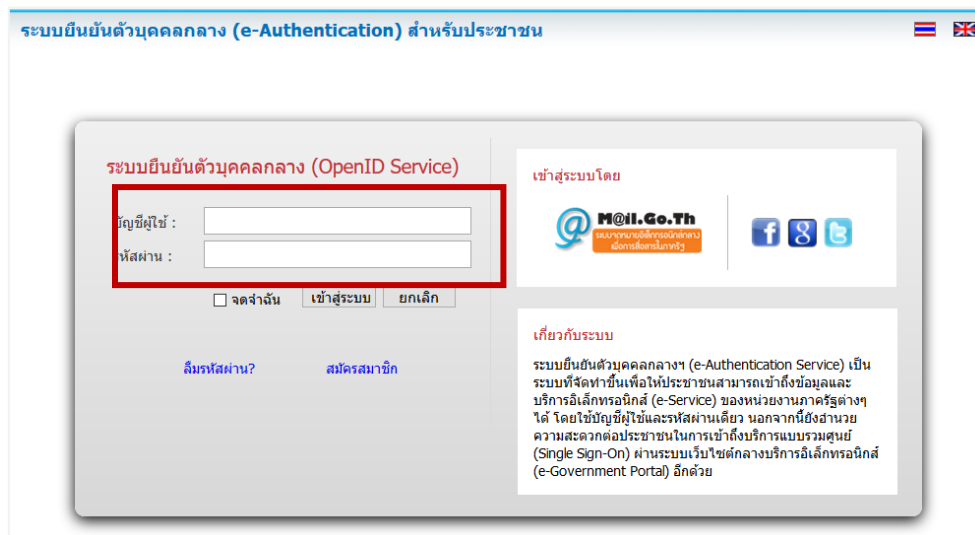 ระบบยืนยันตัวบุคคลกลาง (e-Authentication) สำหรับประชาชน
ระบบยืนยันตัวบุคคลกลาง (OpenID Service)
บัญชีผู้ใช้ :
รหัสผ่าน :
จดจำฉัน เข้าสู่ระบบ ยกเลิก
ลืมรหัสผ่าน? สมัครสมาชิก
เข้าสู่ระบบโดย
@ M@il.Go.Th
ระบบจดหมายอิเล็กทรอนิกส์กลาง
เพื่อการสื่อสารในภาครัฐ
f 8
เกี่ยวกับระบบ
ระบบยืนยันตัวบุคคลกลางฯ (e-Authentication Service) เป็น
ระบบที่จัดทำขึ้นเพื่อให้ประชาชนสามารถเข้าถึงข้อมูลและ
บริการอิเล็กทรอนิกส์ (e-Service) ของหน่วยงานภาครัฐต่างๆ
ได้ โดยใช้บัญชีผู้ใช้และรหัสผ่านเดียว นอกจากนี้ยังอำนวย
ความสะดวกต่อประชาชนในการเข้าถึงบริการแบบรวมศูนย์
(Single Sign-On) ผ่านระบบเว็บไซต์กลางบริการอิเล็กทรอนิกส์
(e-Government Portal) อีกด้วย